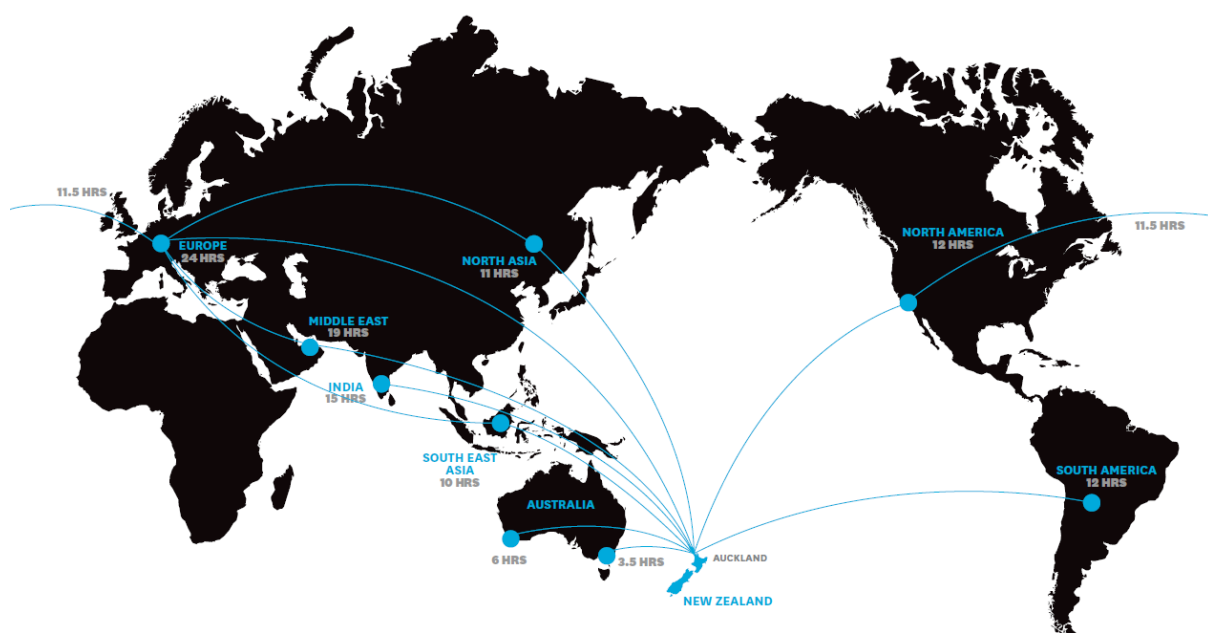 11.5 HRS
EUROPE
24 HRS
NORTH ASIA
11 HRS
NORTH AMERICA
12 HRS
11.5 HRS
MIDDLE EAST
19 HRS
INDIA
15 HRS
SOUTH EAST
ASIA
10 HRS
SOUTH AMERICA
12 HRS
AUSTRALIA
6 HRS
3.5 HRS
AUCKLAND
NEW ZEALAND